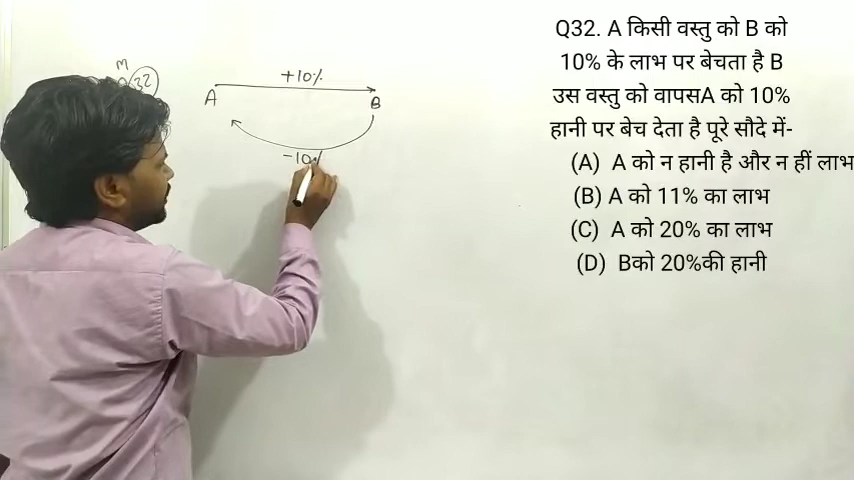 Q32. A किसी वस्तु को B को
10% के लाभ पर बेचता है B
उस वस्तु को वापसA को 10%
हानी पर बेच देता है पूरे सौदे में-
(A) A को न हानी है और न हीं लाभ
(B) A को 11% का लाभ
(C) A को 20% का लाभ
(D) Bको 20%की हानी
M
32
+10%
A
B
-10%